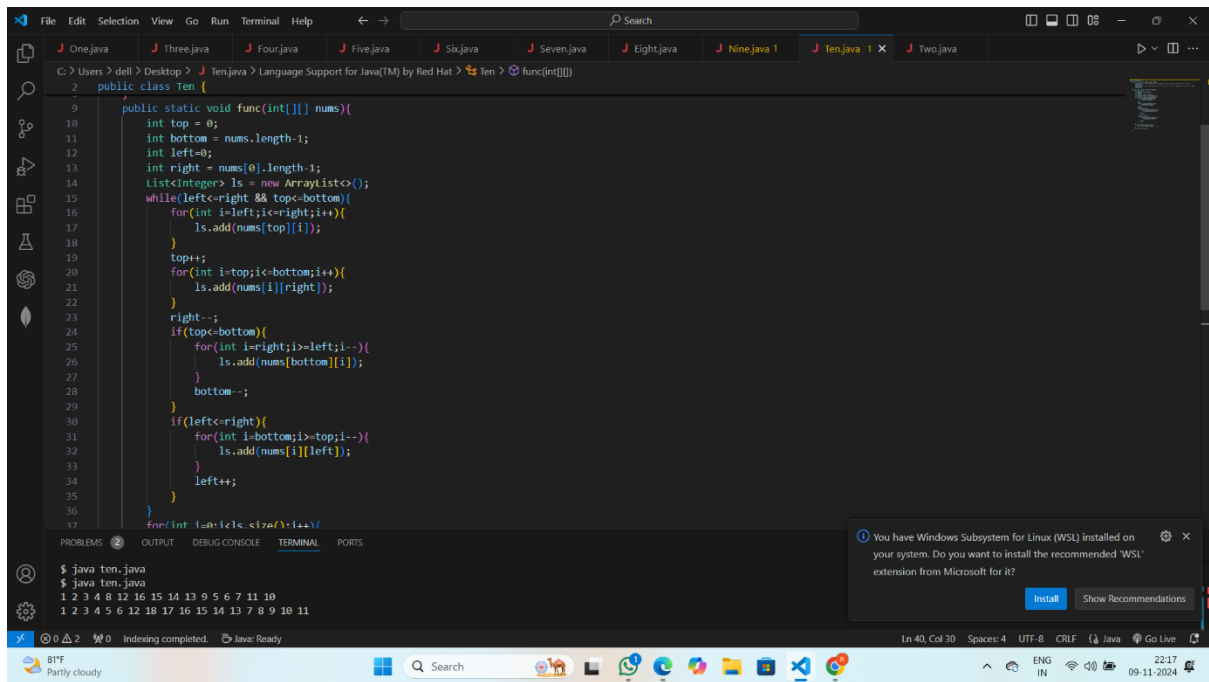 File Edit Selection View Go Run Terminal Help ← → Search
J One.java J Three.java J Four.java J Five.java J Six.java J Seven.java J Eight.java J Nine.java 1 J Ten.java 1 × J Two.java
C: > Users > dell > Desktop > J Ten.java > Language Support for Java(TM) by Red Hat > Ten > func(int[][])
2 public class Ten {
9 public static void func(int[][] nums){
10 int top = 0;
11 int bottom = nums.length-1;
12 int left=0;
13 int right = nums[0].length-1;
14 List<Integer> ls = new ArrayList<>();
15 while(left<=right && top<=bottom){
16 for(int i=left;i<=right;i++){
17 ls.add(nums[top][i]);
18 }
19 top++;
20 for(int i=top;i<=bottom;i++){
21 ls.add(nums[i][right]);
22 }
23 right--;
24 if(top<=bottom){
25 for(int i=right;i>=left;i--){
26 ls.add(nums[bottom][i]);
27 }
28 bottom--;
29 }
30 if(left<=right){
31 for(int i=bottom;i>=top;i--){
32 ls.add(nums[i][left]);
33 }
34 left++;
35 }
36 }
37 for(int i=0;i<ls.size();i++){
PROBLEMS 2 OUTPUT DEBUG CONSOLE TERMINAL PORTS
$ java ten.java
$ java ten.java
1 2 3 4 8 12 16 15 14 13 9 5 6 7 11 10
1 2 3 4 5 6 12 18 17 16 15 14 13 7 8 9 10 11
You have Windows Subsystem for Linux (WSL) installed on
your system. Do you want to install the recommended 'WSL'
extension from Microsoft for it?
Install Show Recommendations
0 2 0 Indexing completed. Java: Ready Ln 40, Col 30 Spaces: 4 UTF-8 CRLF {} Java Go Live
81°F
Partly cloudy
Search
ENG
IN
22:17
09-11-2024